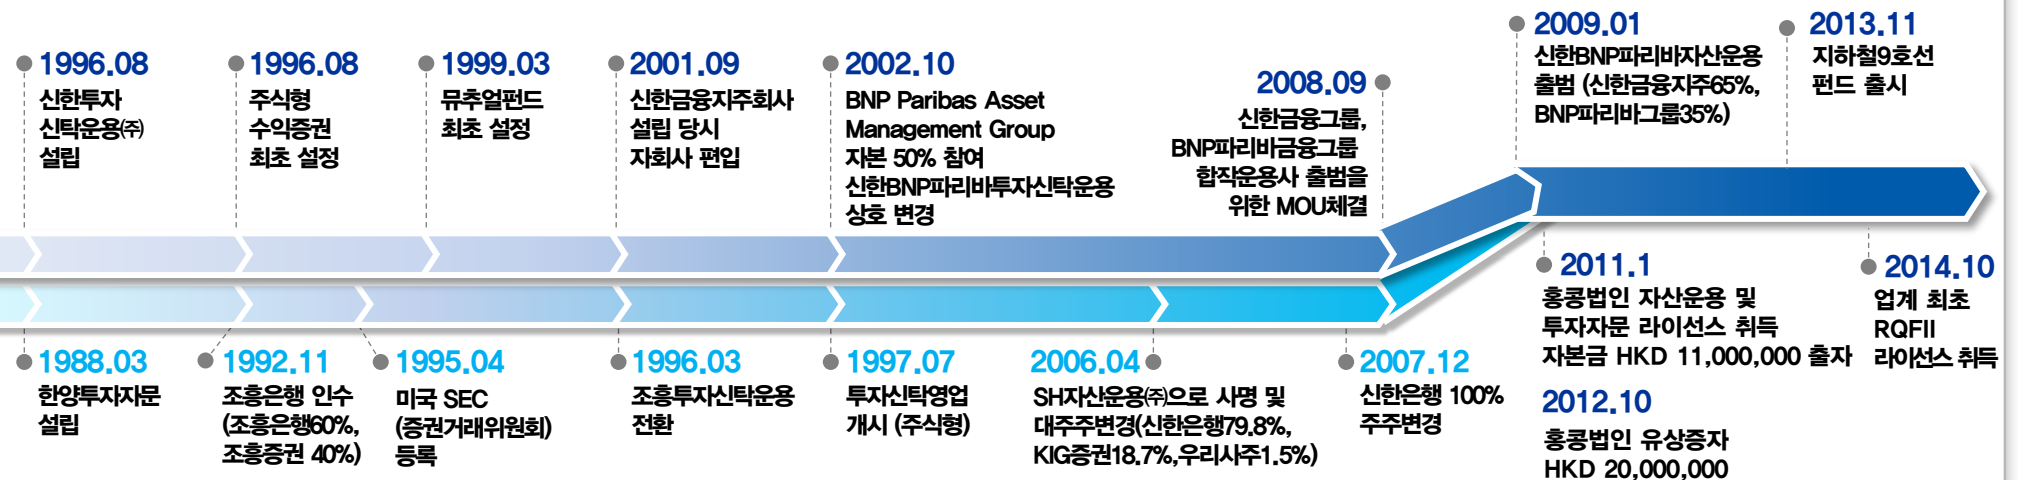 1996.08
신한투자
신탁운용㈜
설립
1996.08
주식형
수익증권
최초 설정
1999.03
뮤추얼펀드
최초 설정
2001.09
신한금융지주회사
설립 당시
자회사 편입
2002.10
BNP Paribas Asset
Management Group
자본 50% 참여
신한BNP파리바투자신탁운용
상호 변경
2008.09
신한금융그룹,
BNP파리비금융그룹
합작운용사 출범을
위한 MOU체결
2009.01
신한BNP파리바자산운용
출범 (신한금융지주65%,
BNP파리바그룹35%)
2013.11
지하철9호선
펀드 출시
1988.03
한양투자자문
설립
1992.11
조흥은행 인수
(조흥은행60%,
조흥증권 40%)
1995.04
미국 SEC
(증권거래위원회)
등록
1996.03
조흥투자신탁운용
전환
1997.07
투자신탁영업
개시 (주식형)
2006.04
SH자산운용㈜으로 사명 및
대주주변경(신한은행79.8%,
KIG증권18.7%,우리사주1.5%)
2007.12
신한은행 100%
주주변경
2011.1
홍콩법인 자산운용 및
투자자문 라이선스 취득
자본금 HKD 11,000,000 출자
2012.10
홍콩법인 유상증자
HKD 20,000,000
2014.10
업계 최초
RQFII
라이선스 취득